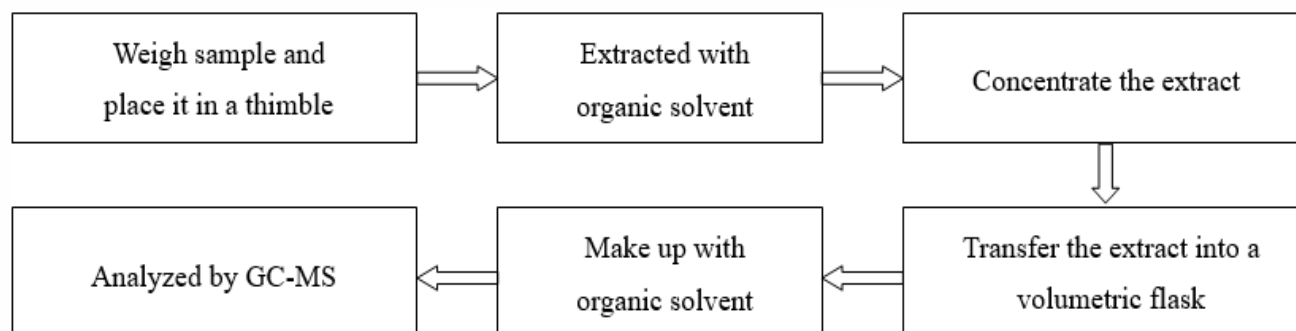 Weigh sample and
place it in a thimble
Extracted with
organic solvent
Concentrate the extract
Transfer the extract into a
volumetric flask
Make up with
organic solvent
Analyzed by GC-MS